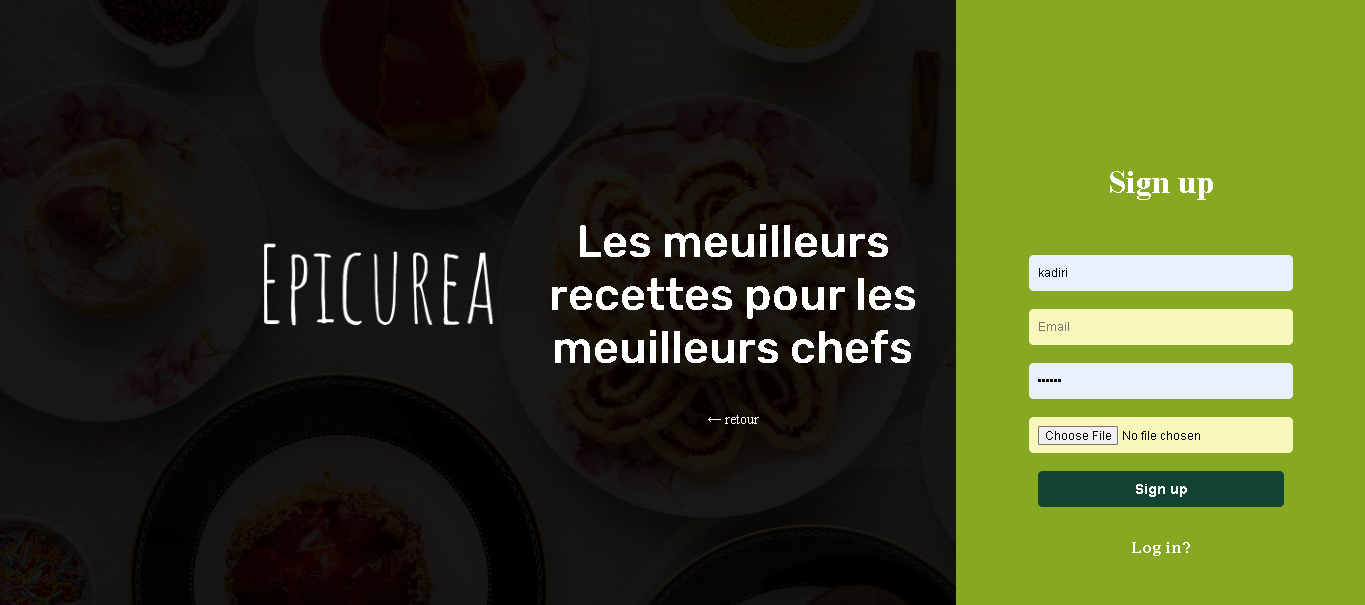 EPICUREA
Les meuilleurs
recettes pour les
meuilleurs chefs
← retour
Sign up
kadiri
Email
••••••
Choose File No file chosen
Sign up
Log in?